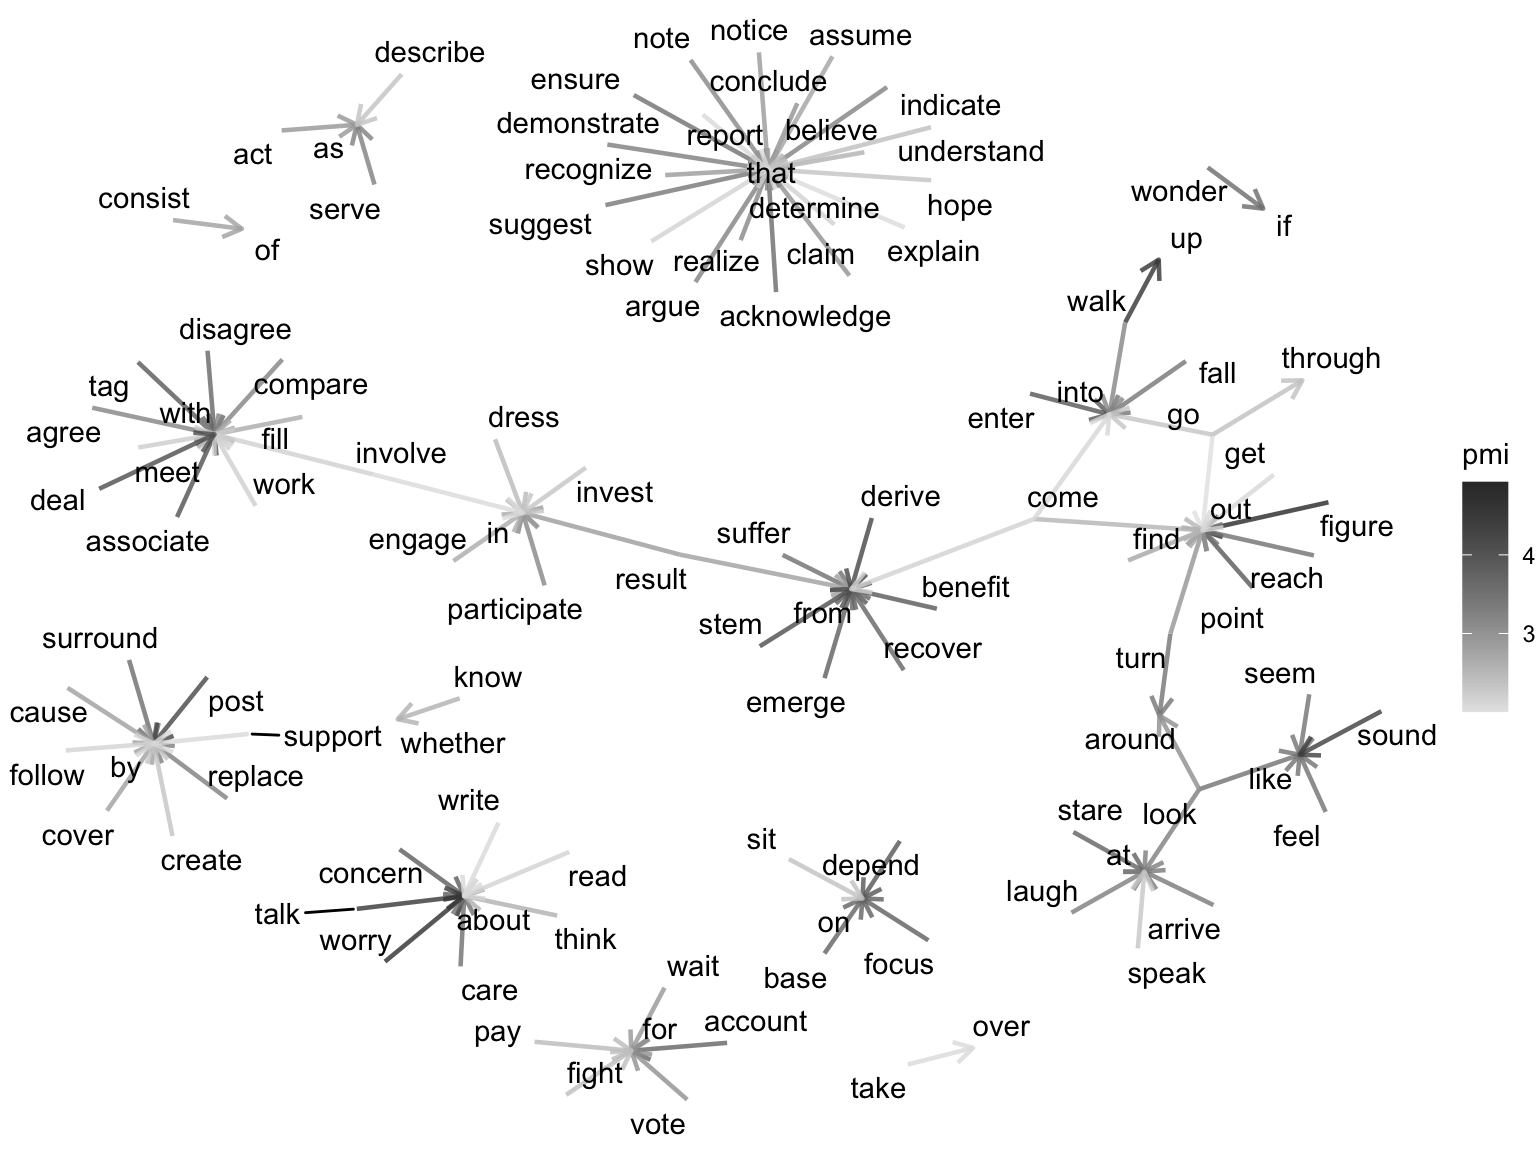 describe
note
notice
assume
ensure
conclude
indicate
demonstrate
report
believe
act
as
understand
recognize
that
consist
serve
determine
hope
wonder
suggest
of
show
realize
claim
explain
if
up
argue
acknowledge
walk
disagree
through
tag
compare
into
fall
with
enter
go
agree
fill
dress
involve
get
meet
work
invest
come
out
deal
derive
figure
associate
engage
in
suffer
find
result
benefit
reach
participate
stem
from
point
surround
recover
turn
know
seem
emerge
post
cause
support
whether
around
sound
follow
by
replace
like
write
stare
look
cover
sit
feel
create
at
concern
depend
read
laugh
talk
about
worry
on
think
arrive
base
focus
wait
speak
care
pay
for
account
over
fight
take
vote
pmi
4
3